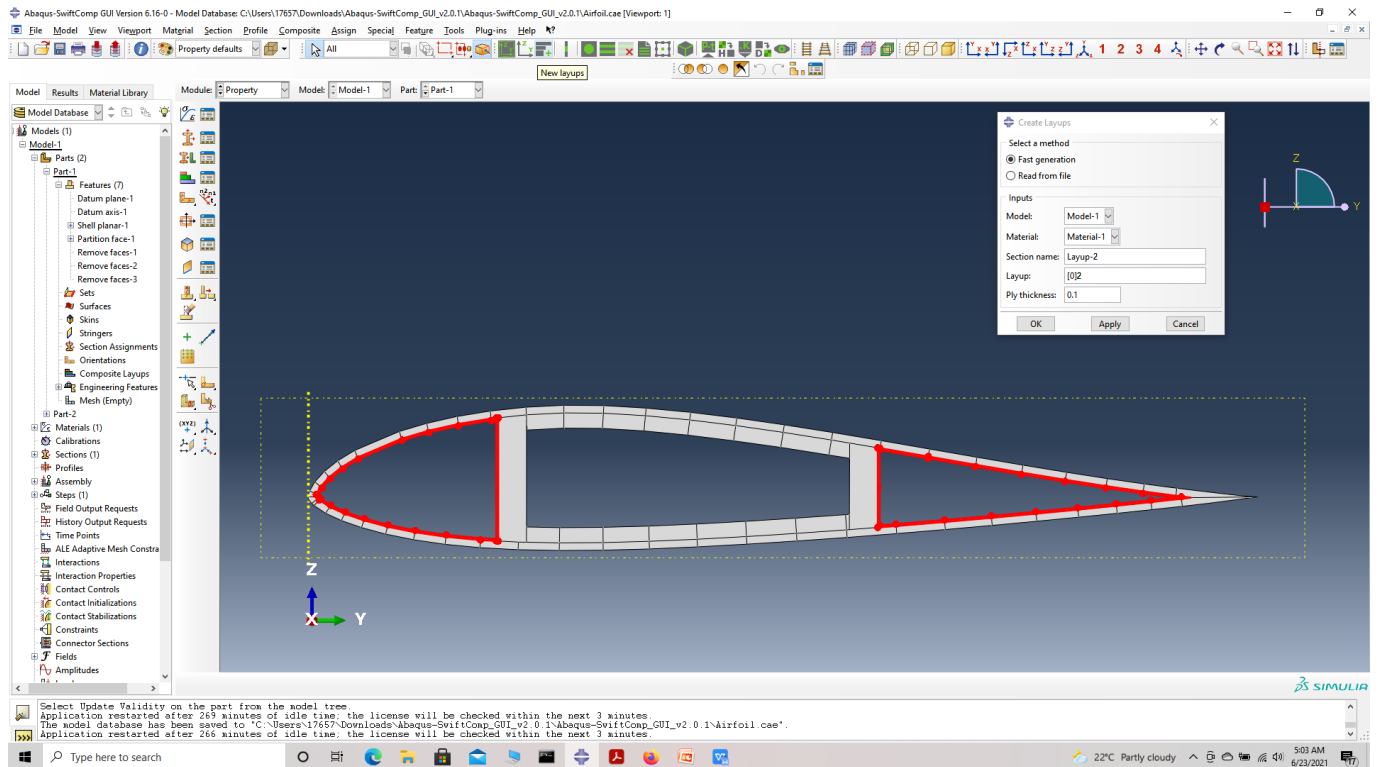 Abaqus-SwiftComp GUI Version 6.16-0 - Model Database: C:\Users\17657\Downloads\Abaqus-SwiftComp_GUI_v2.0.1\Abaqus-SwiftComp_GUI_v2.0.1\Airfoil.cae [Viewport: 1]
File Model Viewport Material Section Profile Composite Assign Special Feature Tools Plug-ins Help
Property defaults All 1 2 3 4
New layups
Model Results Material Library Module: Property Model: Model-1 Part: Part-1
Model Database
Models (1)
Model-1
Parts (2)
Part-1
Features (7)
Datum plane-1
Datum axis-1
Shell planar-1
Partition face-1
Remove faces-1
Remove faces-2
Remove faces-3
Sets
Surfaces
Skins
Stringers
Section Assignments
Orientations
Composite Layups
Engineering Features
Mesh (Empty)
Part-2
Materials (1)
Calibrations
Sections (1)
Profiles
Assembly
Steps (1)
Field Output Requests
History Output Requests
Time Points
ALE Adaptive Mesh Constra
Interactions
Interaction Properties
Contact Controls
Contact Initializations
Contact Stabilizations
Constraints
Connector Sections
Fields
Amplitudes
Create Layups
Select a method
Fast generation
Read from file
Inputs
Model: Model-1
Material: Material-1
Section name: Layup-2
Layup: [0]2
Ply thickness: 0.1
OK Apply Cancel
Z
X Y
Z
X Y
SIMULIA
Select Update Validity on the part from the model tree.
Application restarted after 269 minutes of idle time; the license will be checked within the next 3 minutes.
The model database has been saved to "C:\Users\17657\Downloads\Abaqus-SwiftComp_GUI_v2.0.1\Abaqus-SwiftComp_GUI_v2.0.1\Airfoil.cae".
Application restarted after 266 minutes of idle time; the license will be checked within the next 3 minutes.
Type here to search
22°C Partly cloudy
5:03 AM
6/23/2021